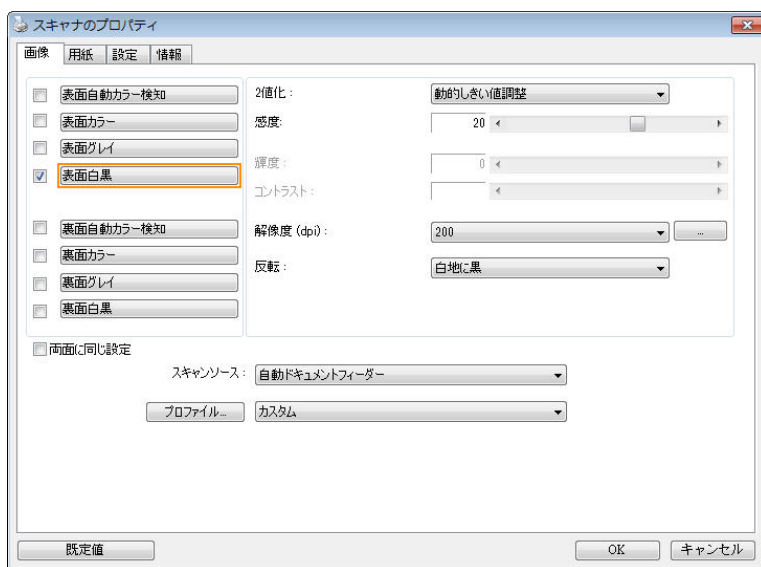 スキャナのプロパティ
画像 用紙 設定 情報
表面自動カラー検知
表面カラー
表面グレイ
表面白黒
裏面自動カラー検知
裏面カラー
裏面グレイ
裏面白黒
2値化：
動的しきい値調整
感度:
20
輝度：
0
コントラスト：
解像度 (dpi)：
200
...
反転：
白地に黒
両面に同じ設定
スキャンソース：
自動ドキュメントフィーダー
プロファイル...
カスタム
既定値
OK
キャンセル